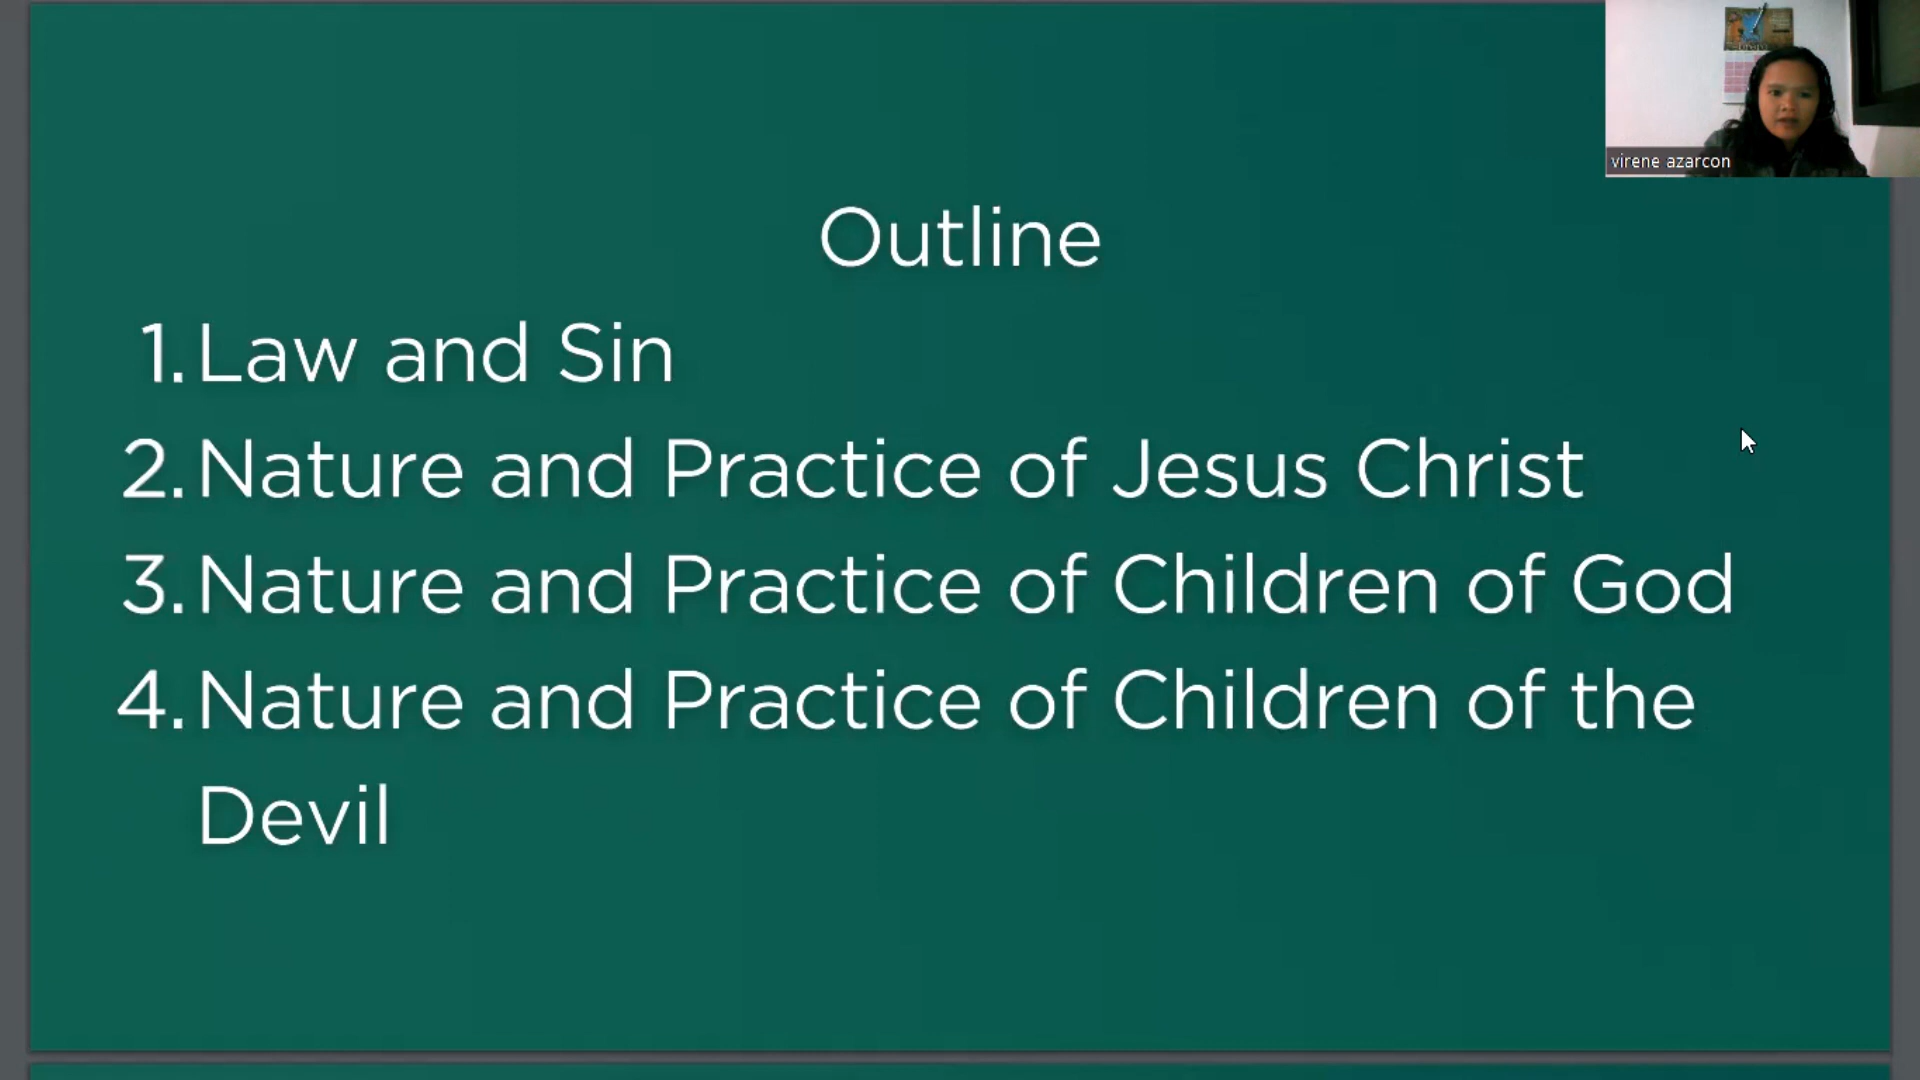 virene azarcon
Outline
1. Law and Sin
2. Nature and Practice of Jesus Christ
3. Nature and Practice of Children of God
4. Nature and Practice of Children of the
Devil